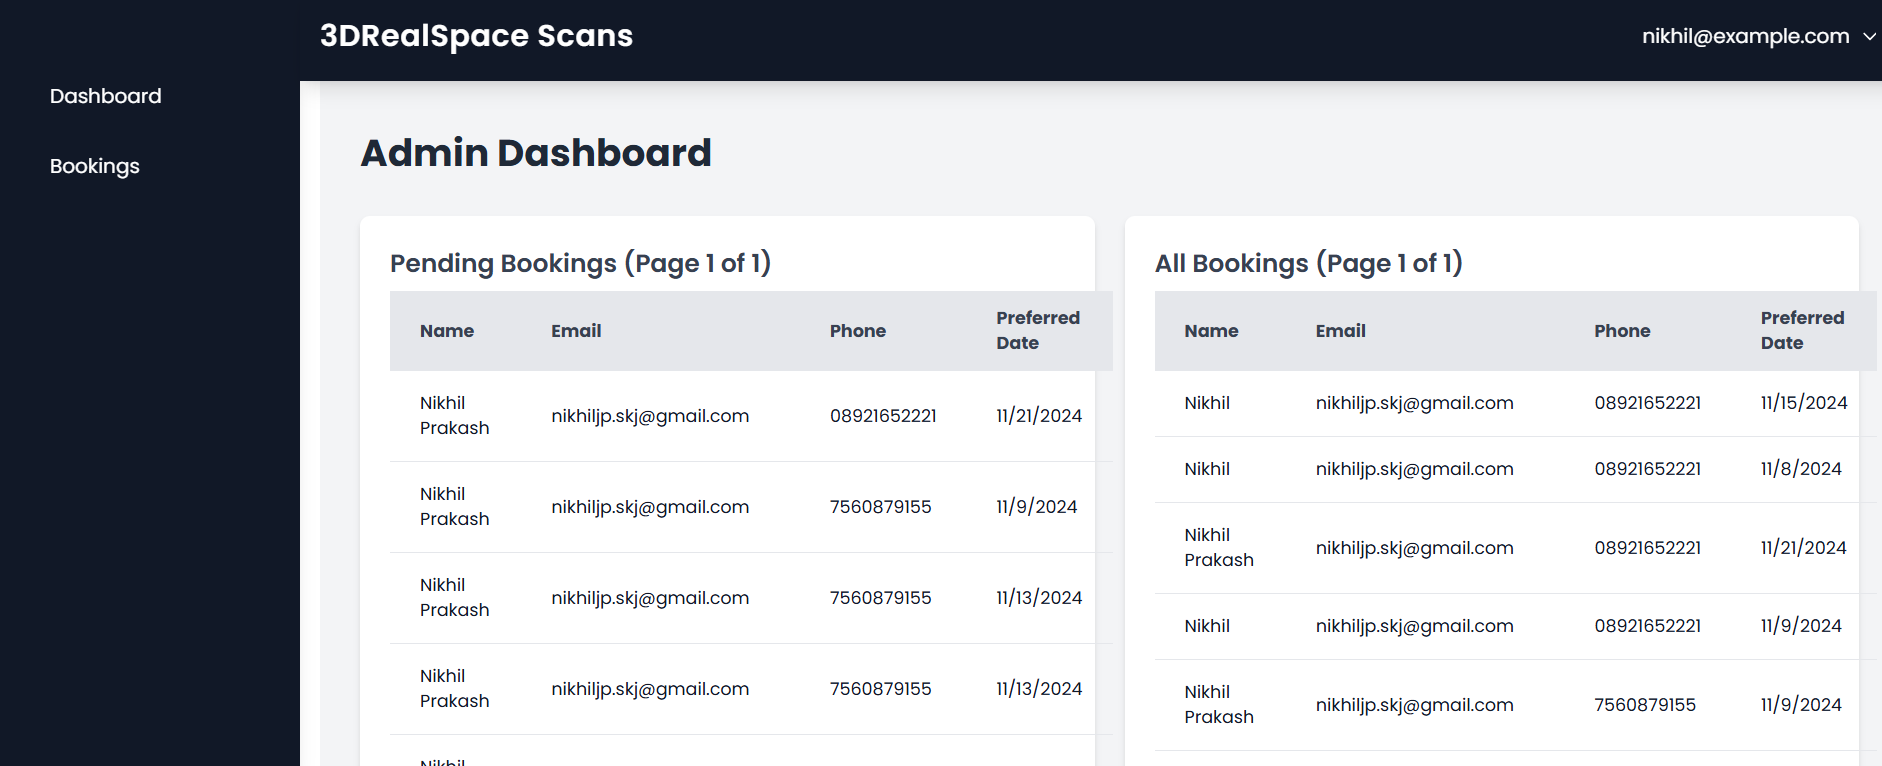 3DRealSpace Scans
nikhil@example.com
Dashboard
Bookings
Admin Dashboard
Pending Bookings (Page 1 of 1)
Name Email Phone Preferred Date
Nikhil Prakash nikhiljp.skj@gmail.com 08921652221 11/21/2024
Nikhil Prakash nikhiljp.skj@gmail.com 7560879155 11/9/2024
Nikhil Prakash nikhiljp.skj@gmail.com 7560879155 11/13/2024
Nikhil Prakash nikhiljp.skj@gmail.com 7560879155 11/13/2024
Nikhil
All Bookings (Page 1 of 1)
Name Email Phone Preferred Date
Nikhil nikhiljp.skj@gmail.com 08921652221 11/15/2024
Nikhil nikhiljp.skj@gmail.com 08921652221 11/8/2024
Nikhil Prakash nikhiljp.skj@gmail.com 08921652221 11/21/2024
Nikhil nikhiljp.skj@gmail.com 08921652221 11/9/2024
Nikhil Prakash nikhiljp.skj@gmail.com 7560879155 11/9/2024